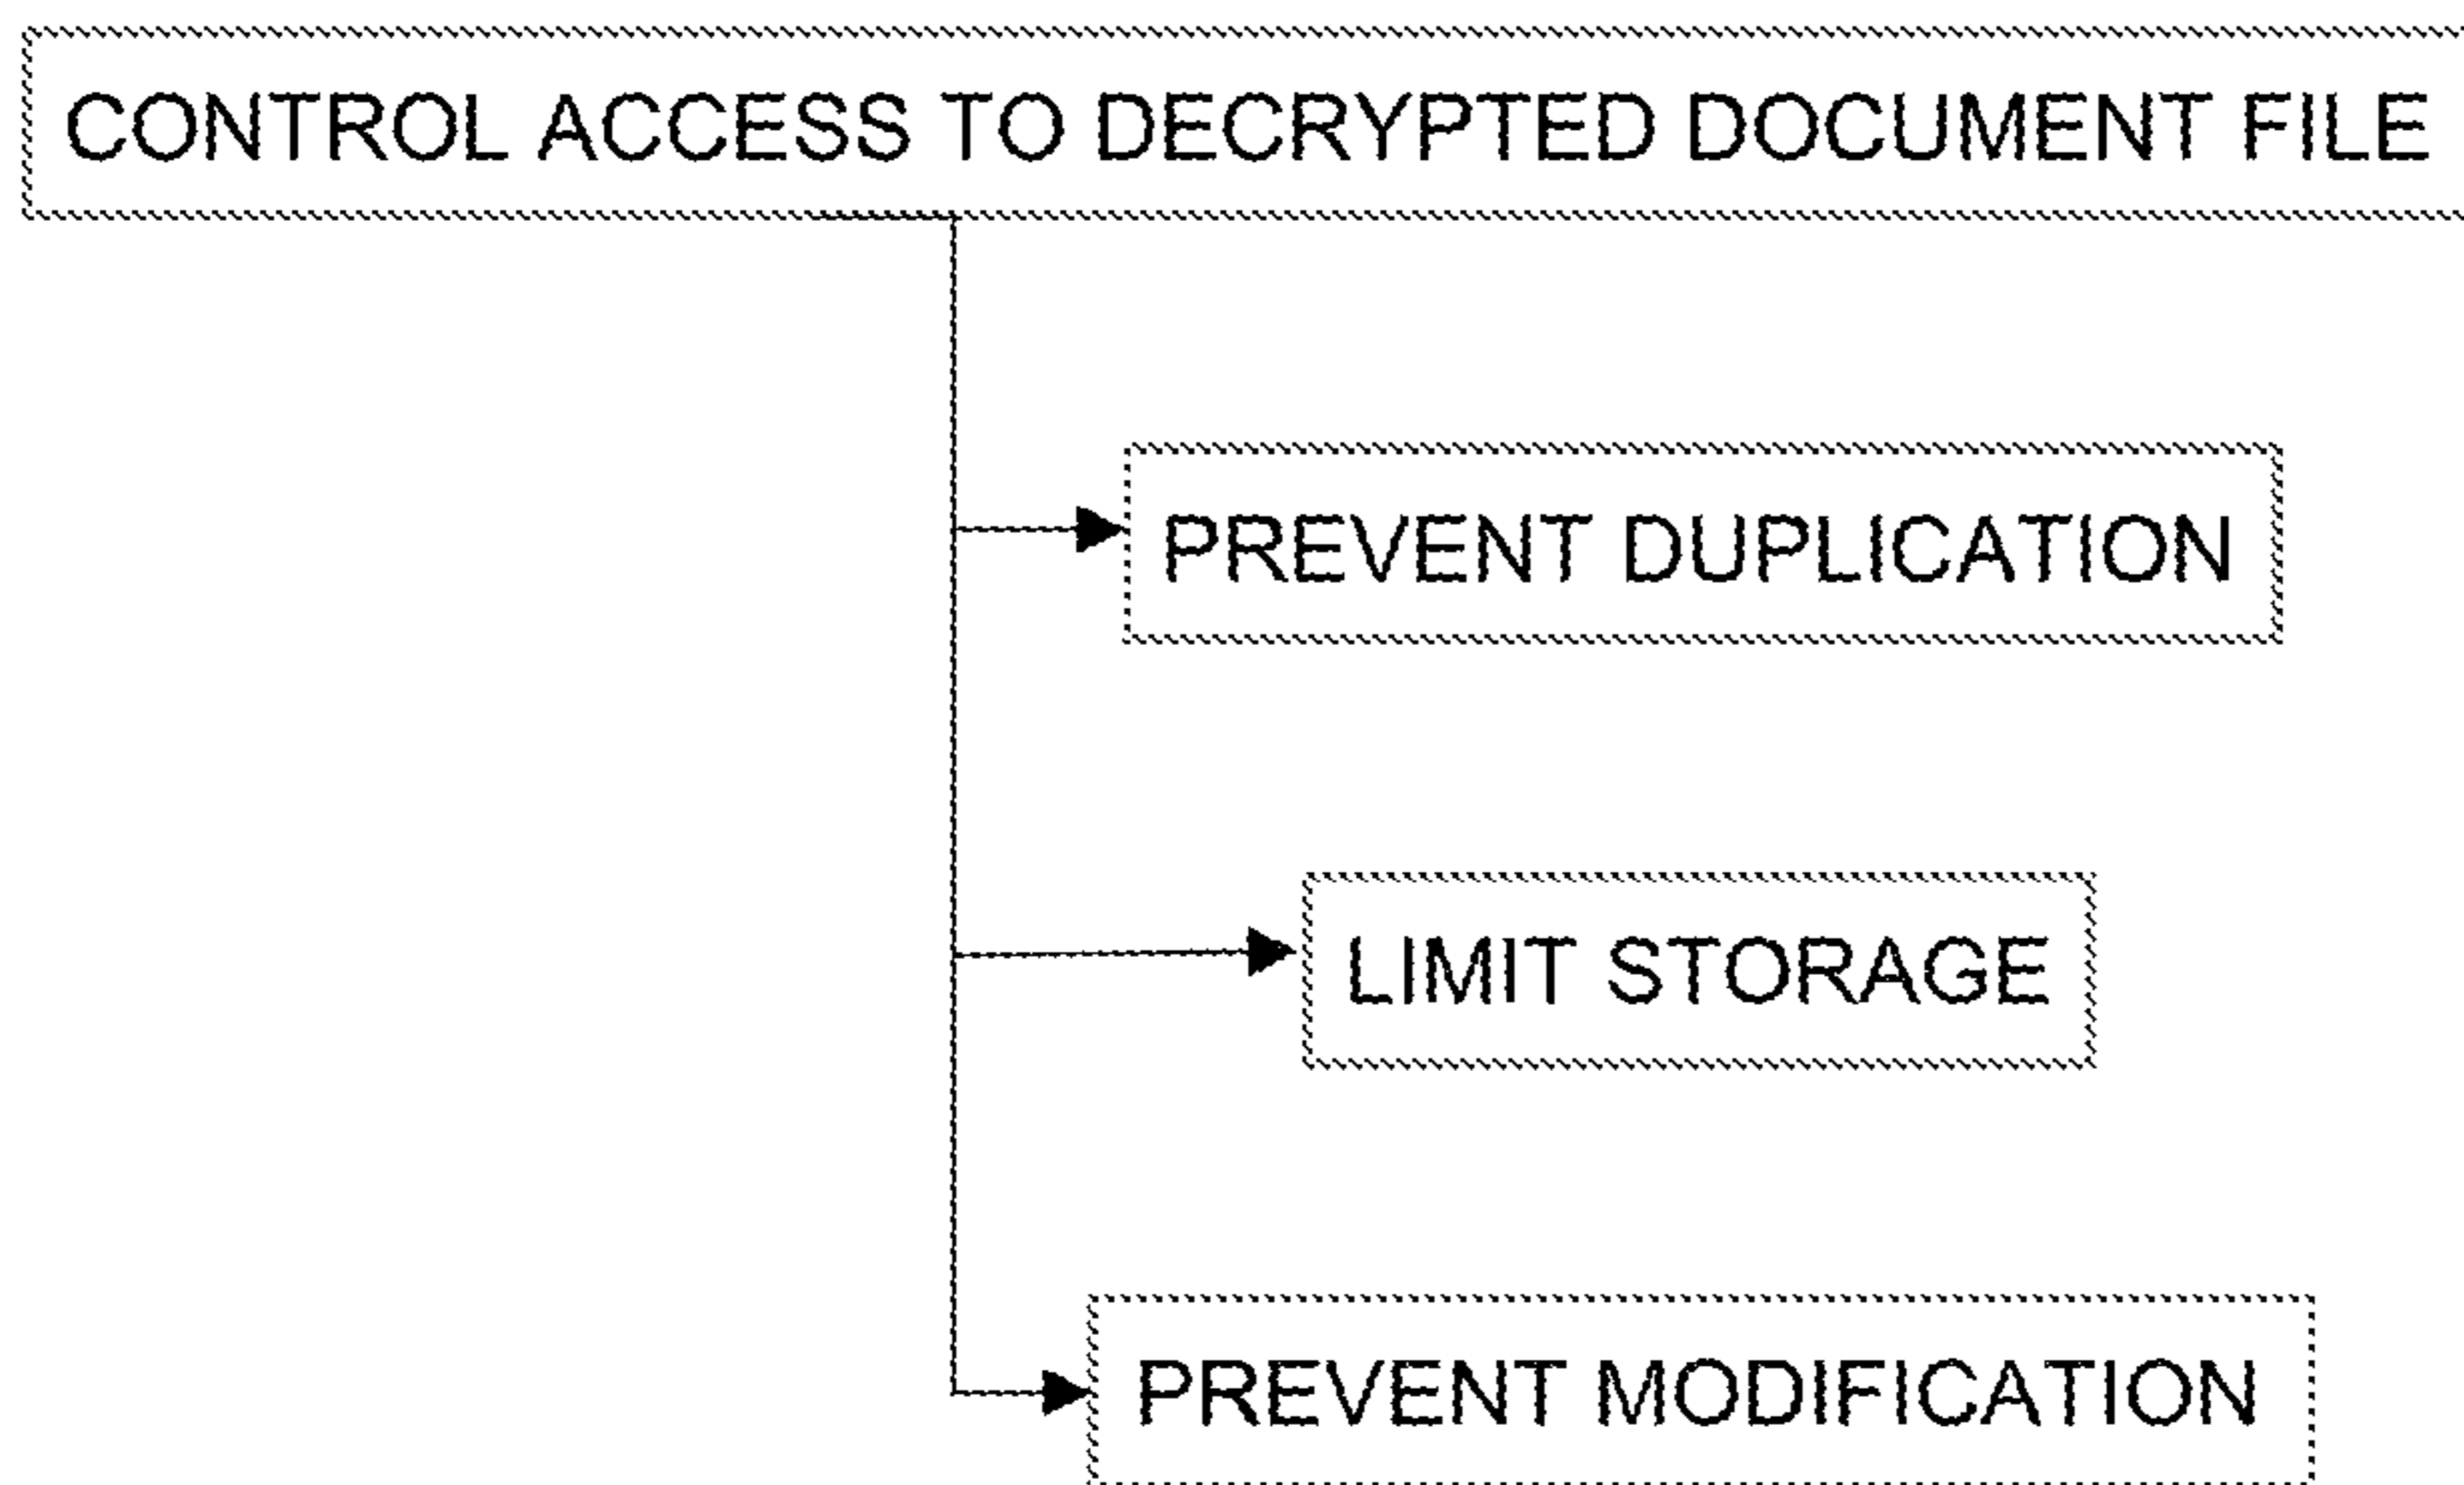 CONTROL ACCESS TO DECRYPTED DOCUMENT FILE
PREVENT DUPLICATION
LIMIT STORAGE
PREVENT MODIFICATION